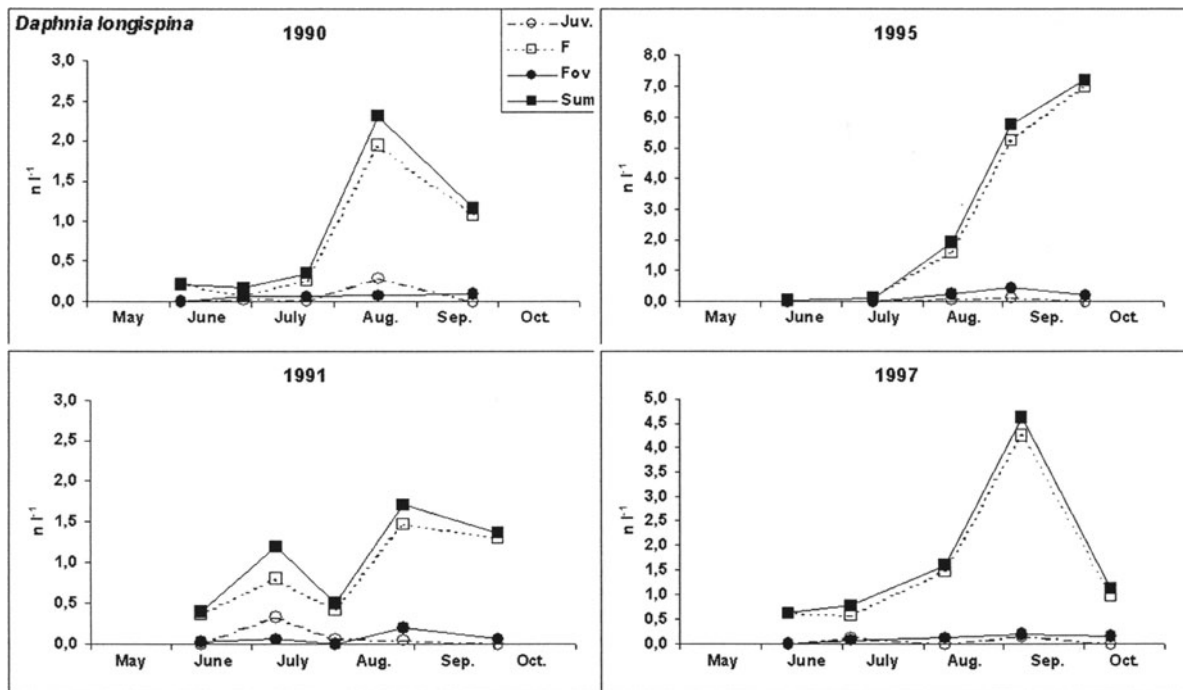 Daphnia longispina
1990
Juv.
F
Fov
Sum
3,0
2,5
2,0
1,5
1,0
0,5
0,0
n l-1
May June July Aug. Sep. Oct.
1995
8,0
7,0
6,0
5,0
4,0
3,0
2,0
1,0
0,0
n l-1
May June July Aug. Sep. Oct.
1991
3,0
2,5
2,0
1,5
1,0
0,5
0,0
n l-1
May June July Aug. Sep. Oct.
1997
5,0
4,5
4,0
3,5
3,0
2,5
2,0
1,5
1,0
0,5
0,0
n l-1
May June July Aug. Sep. Oct.